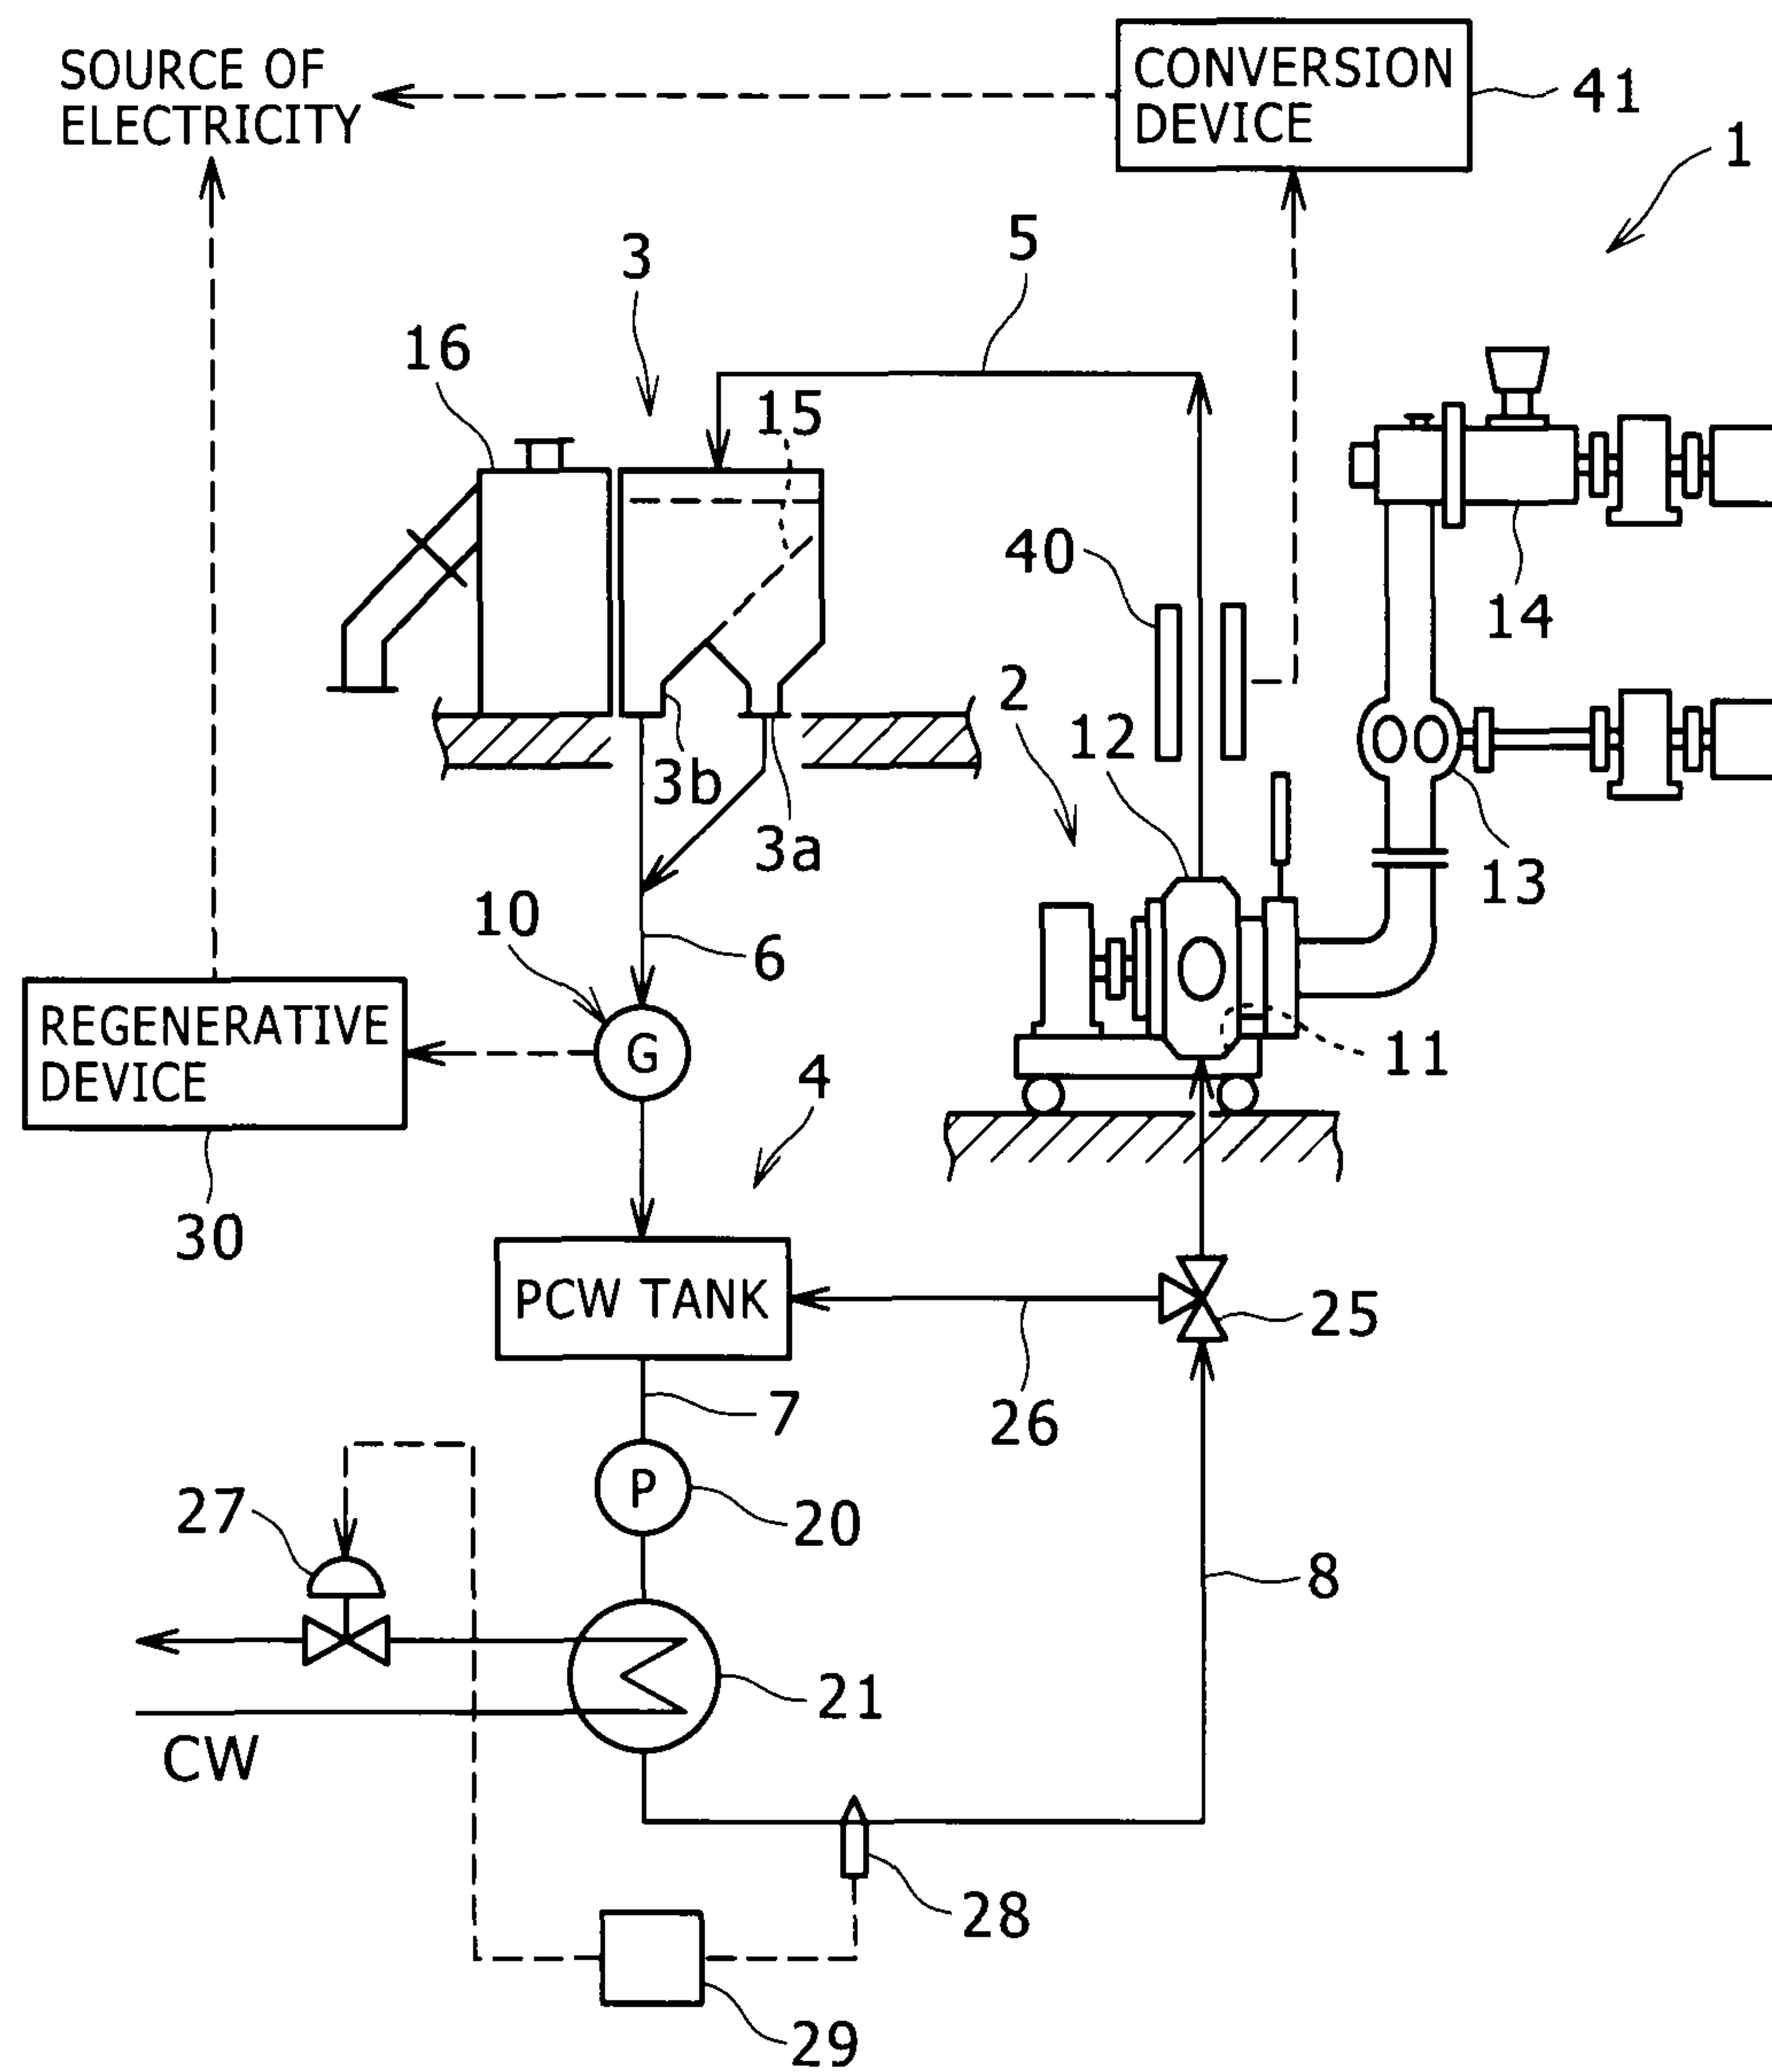 SOURCE OF
ELECTRICITY
CONVERSION
DEVICE
41
1
5
3
16
15
40
14
2
12
3b
3a
13
10
6
REGENERATIVE
DEVICE
G
11
4
30
PCW TANK
25
7
26
27
P
20
8
21
CW
28
29